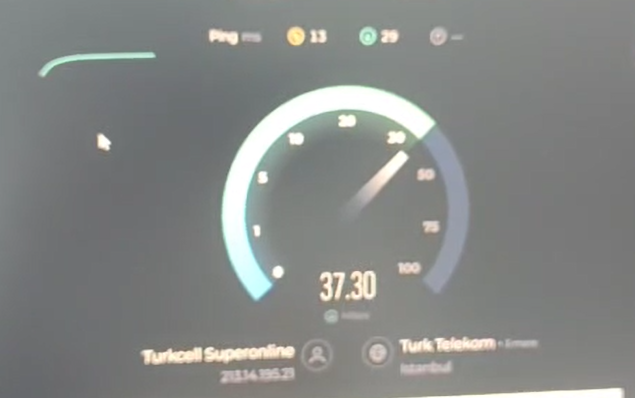 Ping ms 13 29 —
0
1
5
10
20
30
50
75
100
37.30
Turkcell Superonline
Turk Telekom
Istanbul